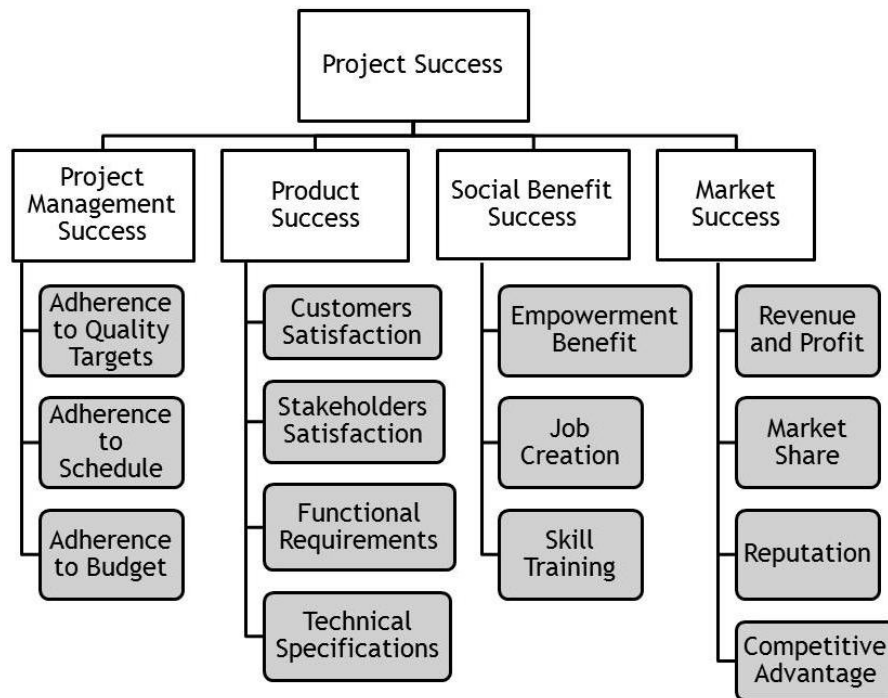 Project Success
Project
Management
Success
Product
Success
Social Benefit
Success
Market
Success
Adherence
to Quality
Targets
Adherence
to
Schedule
Adherence
to Budget
Customers
Satisfaction
Stakeholders
Satisfaction
Functional
Requirements
Technical
Specifications
Empowerment
Benefit
Job
Creation
Skill
Training
Revenue
and Profit
Market
Share
Reputation
Competitive
Advantage